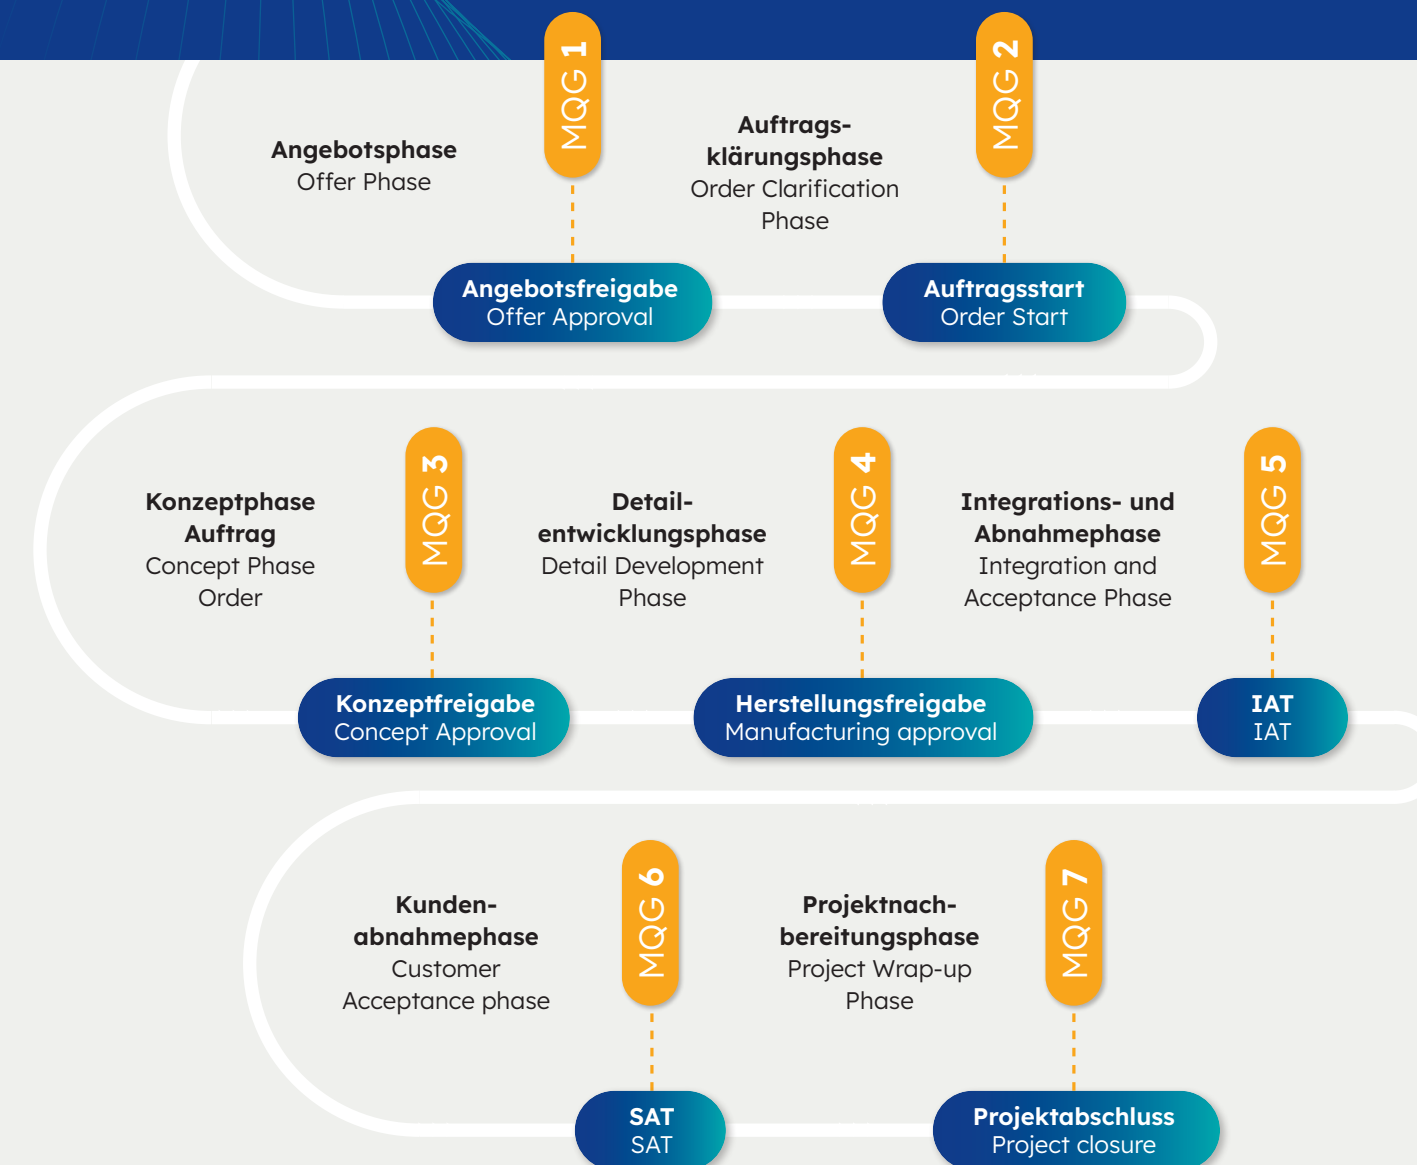 Angebotsphase
Offer Phase
MQG 1
Auftrags-
klärungsphase
Order Clarification
Phase
MQG 2
Angebotsfreigabe
Offer Approval
Auftragsstart
Order Start
Konzeptphase
Auftrag
Concept Phase
Order
MQG 3
Detail-
entwicklungsphase
Detail Development
Phase
MQG 4
Integrations- und
Abnahmephase
Integration and
Acceptance Phase
MQG 5
Konzeptfreigabe
Concept Approval
Herstellungsfreigabe
Manufacturing approval
IAT
IAT
Kunden-
abnahmephase
Customer
Acceptance phase
MQG 6
Projektnach-
bereitungsphase
Project Wrap-up
Phase
MQG 7
SAT
SAT
Projektabschluss
Project closure